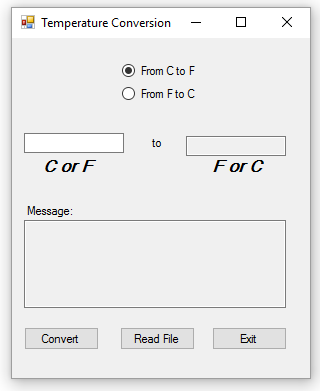 Temperature Conversion
From C to F
From F to C
to
C or F F or C
Message:
Convert Read File Exit